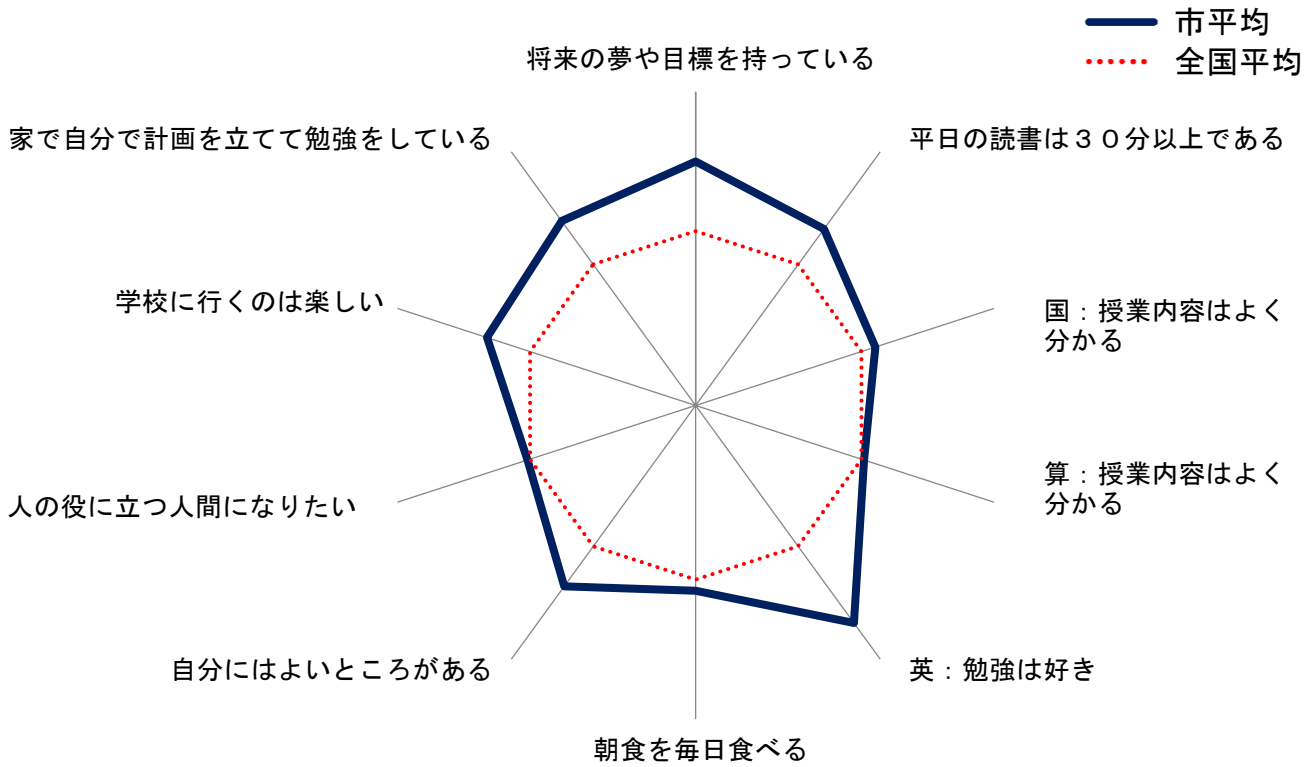 市平均
全国平均
将来の夢や目標を持っている
平日の読書は３０分以上である
国：授業内容はよく
分かる
算：授業内容はよく
分かる
英：勉強は好き
朝食を毎日食べる
自分にはよいところがある
人の役に立つ人間になりたい
学校に行くのは楽しい
家で自分で計画を立てて勉強をしている